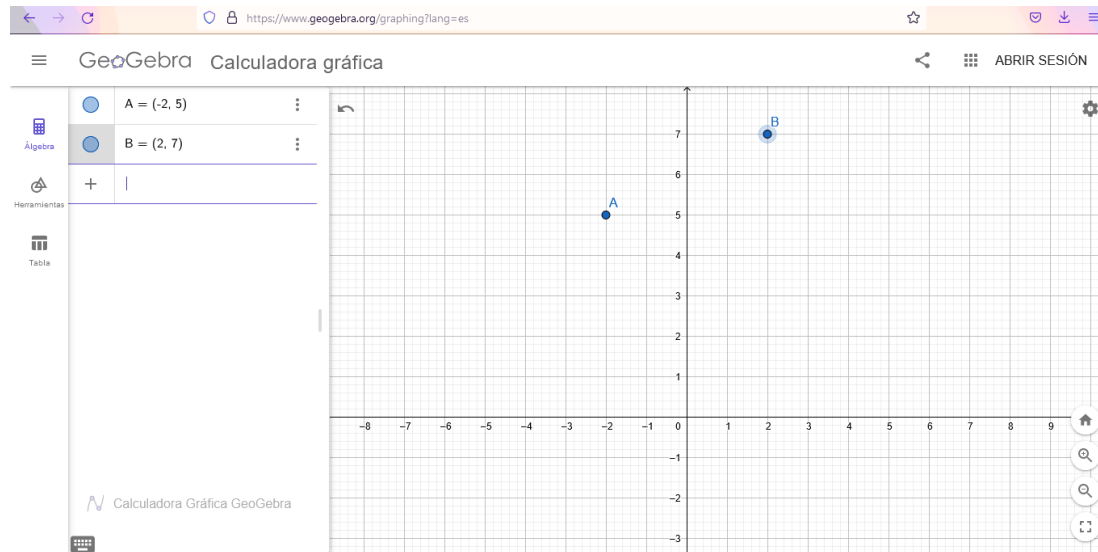 https://www.geogebra.org/graphing?lang=es
GeoGebra Calculadora gráfica
ABRIR SESIÓN
A = (-2, 5)
B = (2, 7)
+
Álgebra
Herramientas
Tabla
B
A
7
6
5
4
3
2
1
–8 –7 –6 –5 –4 –3 –2 –1 0 1 2 3 4 5 6 7 8 9
–1
–2
–3
Calculadora Gráfica GeoGebra